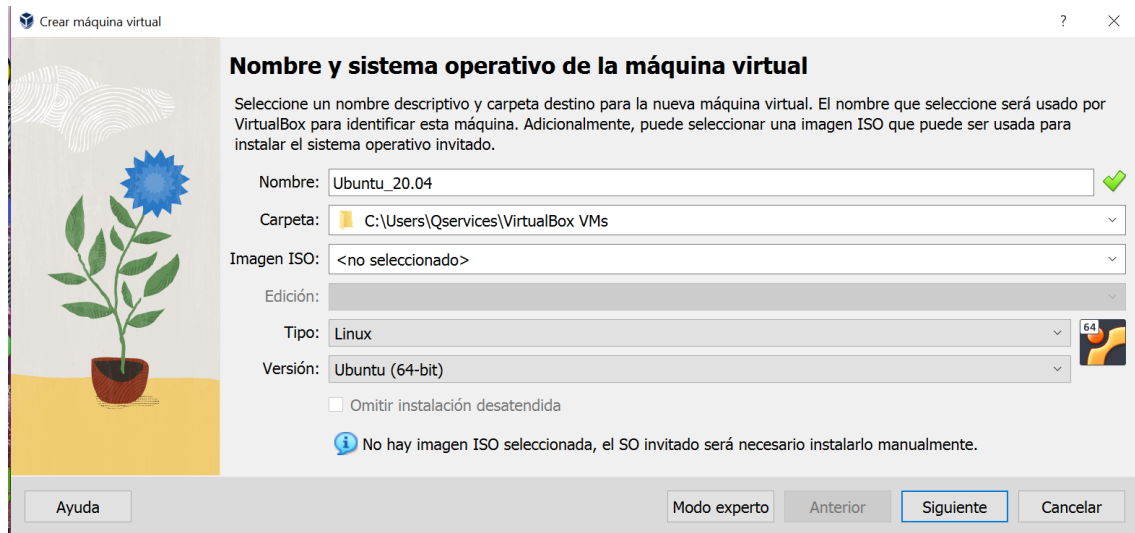 Crear máquina virtual
?
Nombre y sistema operativo de la máquina virtual
Seleccione un nombre descriptivo y carpeta destino para la nueva máquina virtual. El nombre que seleccione será usado por
VirtualBox para identificar esta máquina. Adicionalmente, puede seleccionar una imagen ISO que puede ser usada para
instalar el sistema operativo invitado.
Nombre: Ubuntu_20.04
Carpeta: C:\Users\Qservices\VirtualBox VMs
Imagen ISO: <no seleccionado>
Edición:
Tipo: Linux
64
Versión: Ubuntu (64-bit)
Omitir instalación desatendida
No hay imagen ISO seleccionada, el SO invitado será necesario instalarlo manualmente.
Ayuda Modo experto Anterior Siguiente Cancelar